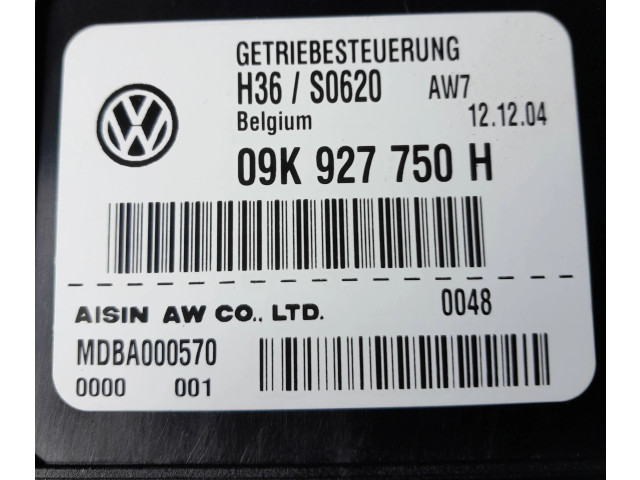 GETRIEBESTEUERUNG
H36 / S0620 AW7
Belgium 12.12.04
09K 927 750 H
AISIN AW CO., LTD. 0048
MDBA000570
0000 001